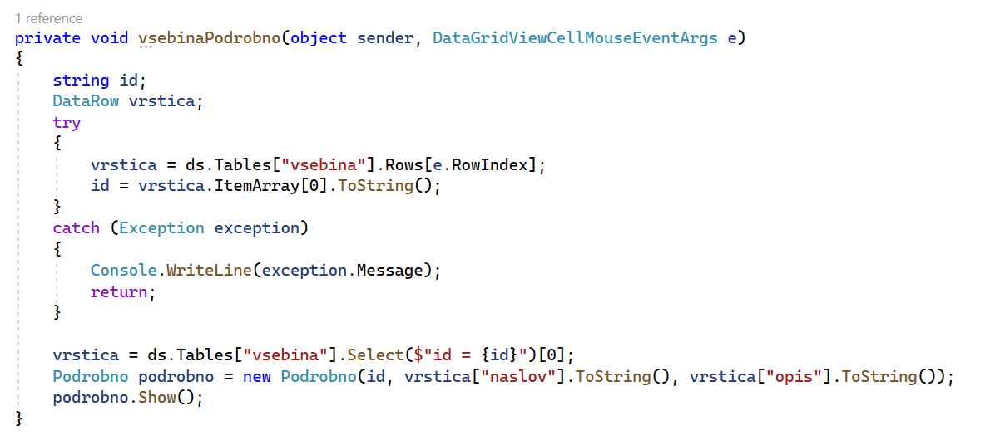 1 reference
private void vsebinaPodrobno(object sender, DataGridViewCellMouseEventArgs e)
{
    string id;
    DataRow vrstica;
    try
    {
        vrstica = ds.Tables["vsebina"].Rows[e.RowIndex];
        id = vrstica.ItemArray[0].ToString();
    }
    catch (Exception exception)
    {
        Console.WriteLine(exception.Message);
        return;
    }

    vrstica = ds.Tables["vsebina"].Select($"id = {id}")[0];
    Podrobno podrobno = new Podrobno(id, vrstica["naslov"].ToString(), vrstica["opis"].ToString());
    podrobno.Show();
}